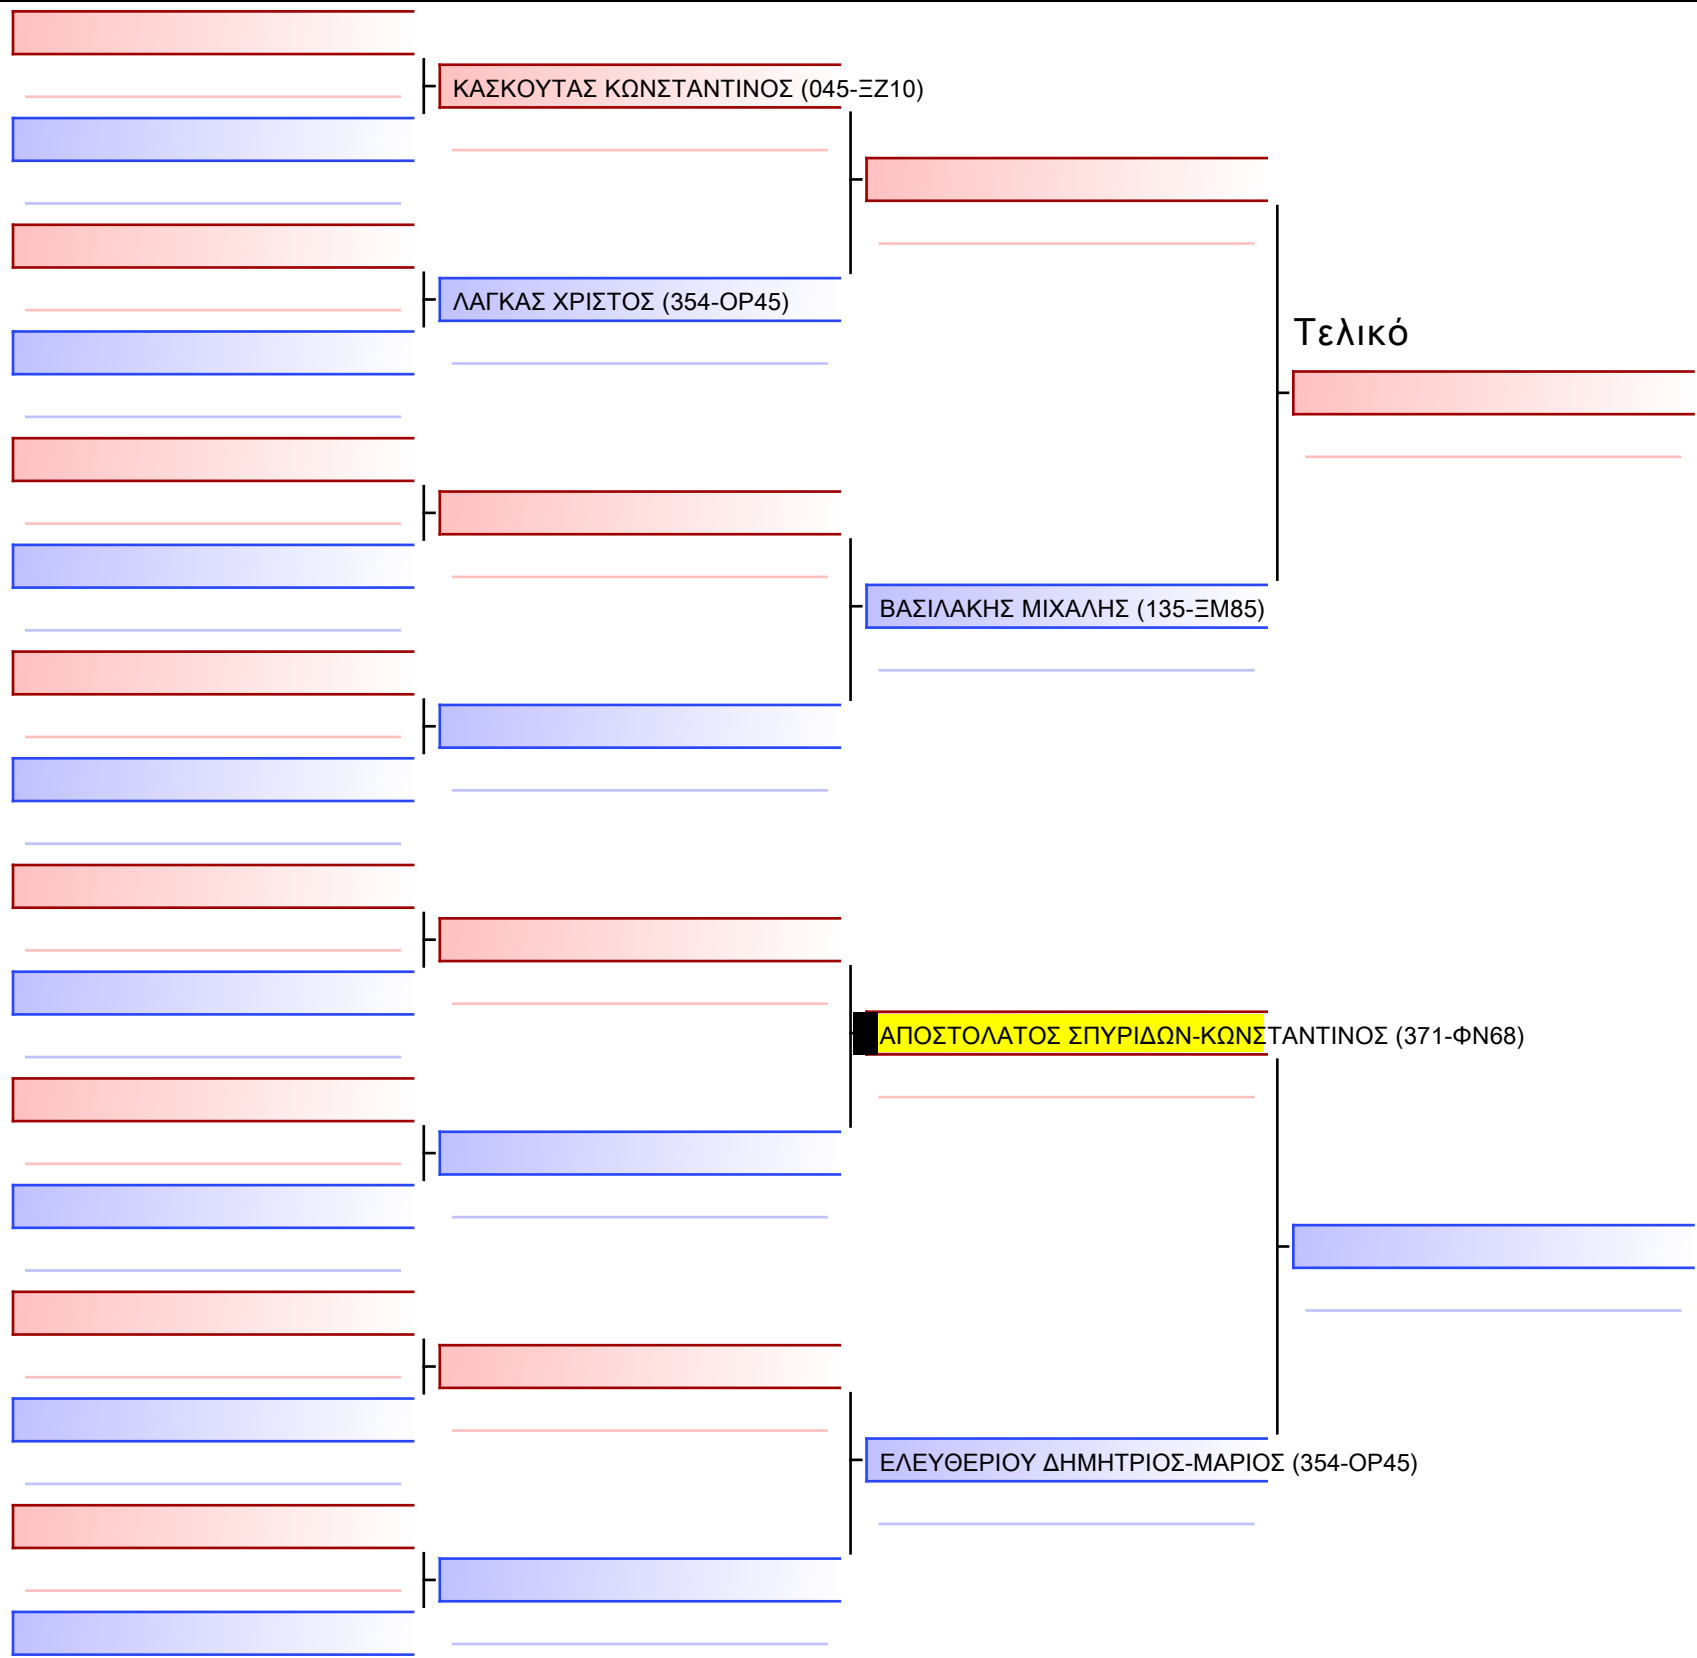 ΚΑΣΚΟΥΤΑΣ ΚΩΝΣΤΑΝΤΙΝΟΣ (045-ΞΖ10)
ΛΑΓΚΑΣ ΧΡΙΣΤΟΣ (354-ΟΡ45)
Τελικό
ΒΑΣΙΛΑΚΗΣ ΜΙΧΑΛΗΣ (135-ΞΜ85)
ΑΠΟΣΤΟΛΑΤΟΣ ΣΠΥΡΙΔΩΝ-ΚΩΝΣΤΑΝΤΙΝΟΣ (371-ΦΝ68)
ΕΛΕΥΘΕΡΙΟΥ ΔΗΜΗΤΡΙΟΣ-ΜΑΡΙΟΣ (354-ΟΡ45)